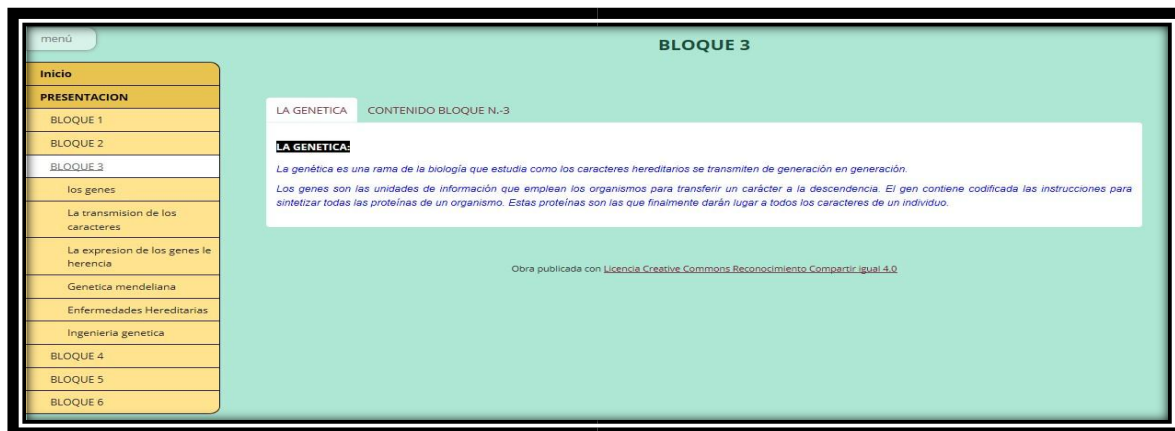 menú
BLOQUE 3
Inicio
PRESENTACION
BLOQUE 1
BLOQUE 2
BLOQUE 3
los genes
La transmision de los
caracteres
La expresion de los genes le
herencia
Genetica mendeliana
Enfermedades Hereditarias
Ingenieria genetica
BLOQUE 4
BLOQUE 5
BLOQUE 6
LA GENETICA
CONTENIDO BLOQUE N.-3
LA GENETICA:
La genética es una rama de la biología que estudia como los caracteres hereditarios se transmiten de generación en generación.
Los genes son las unidades de información que emplean los organismos para transferir un carácter a la descendencia. El gen contiene codificada las instrucciones para
sintetizar todas las proteínas de un organismo. Estas proteínas son las que finalmente darán lugar a todos los caracteres de un individuo.
Obra publicada con Licencia Creative Commons Reconocimiento Compartir igual 4.0